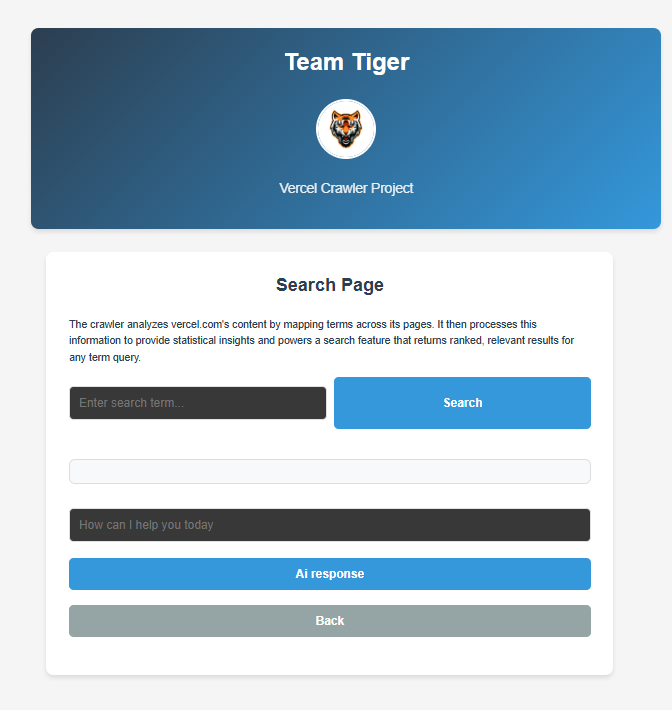 Team Tiger
Vercel Crawler Project
Search Page
The crawler analyzes vercel.com's content by mapping terms across its pages. It then processes this
information to provide statistical insights and powers a search feature that returns ranked, relevant results for
any term query.
Enter search term...
Search
How can I help you today
Ai response
Back